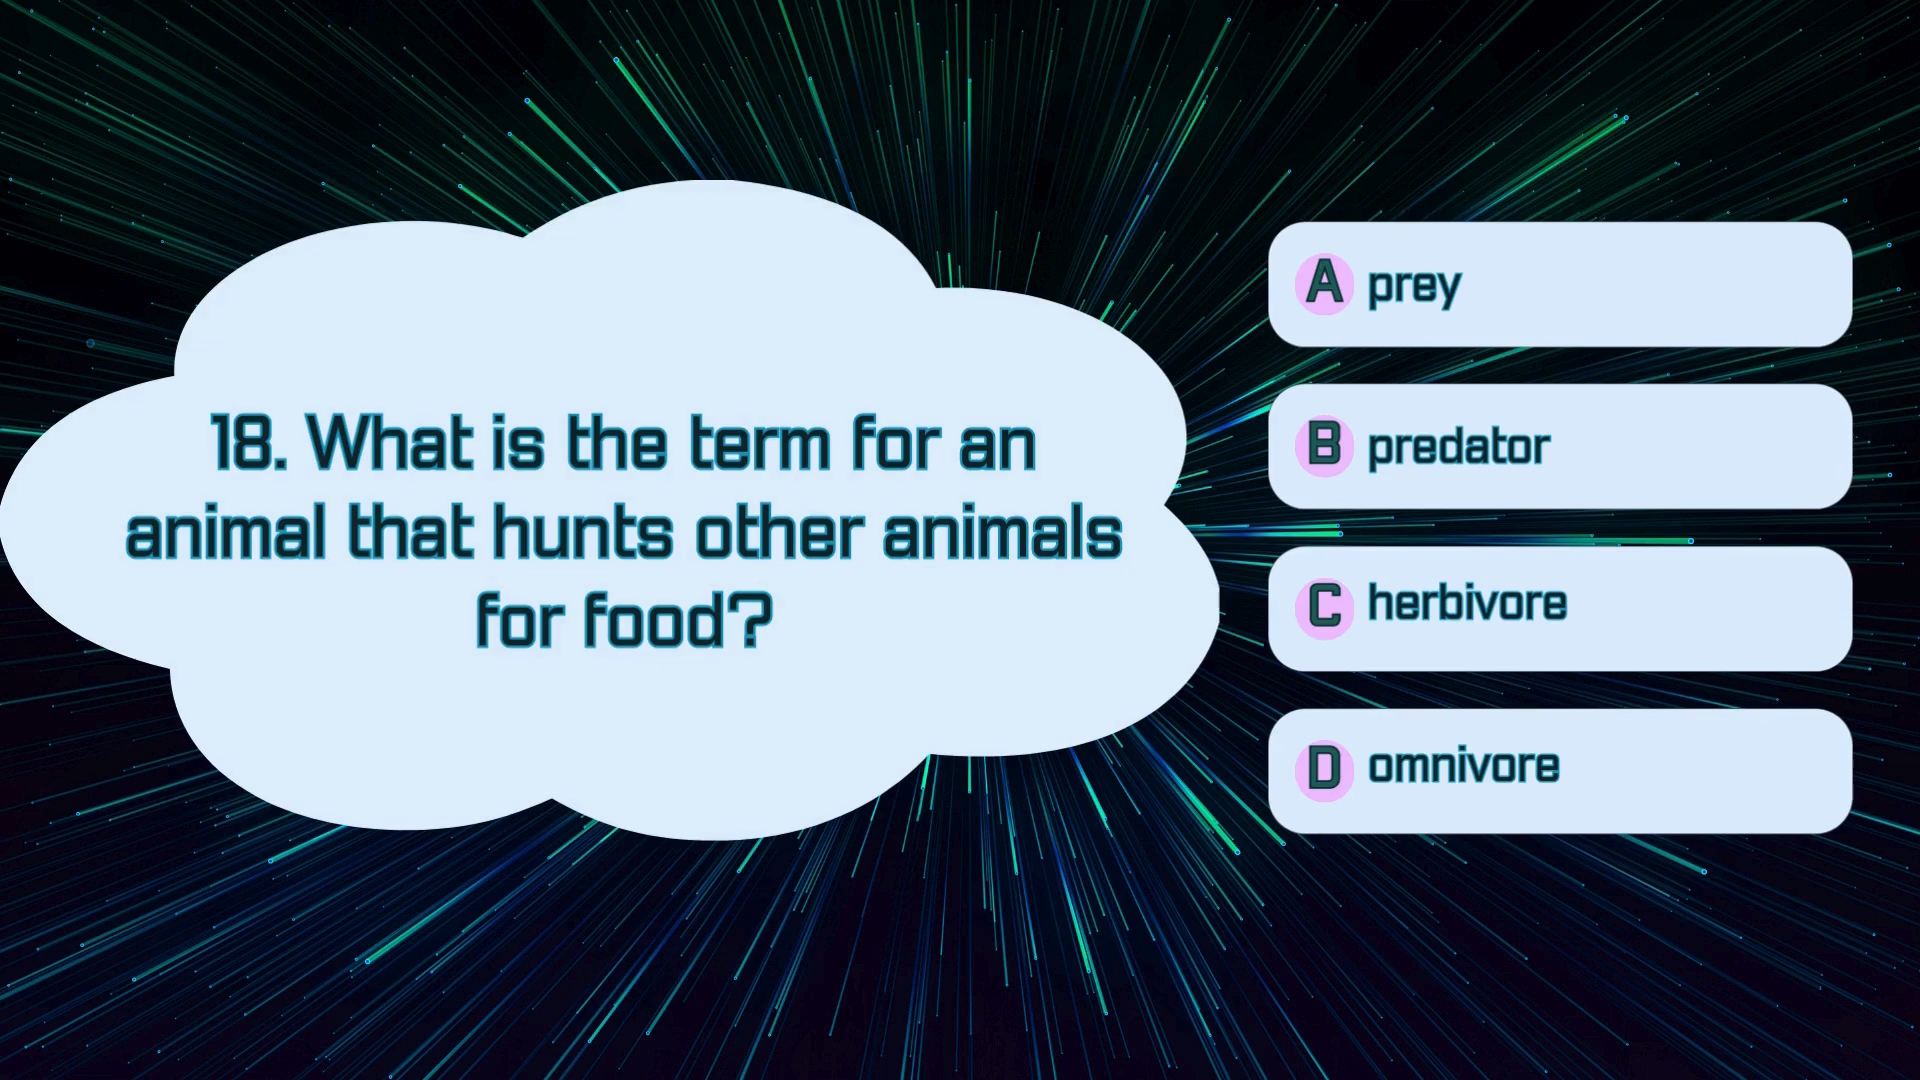 18. What is the term for an
animal that hunts other animals
for food?
A prey
B predator
C herbivore
D omnivore